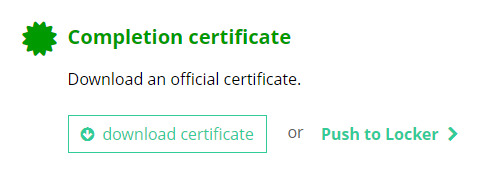 Completion certificate
Download an official certificate.
download certificate or Push to Locker